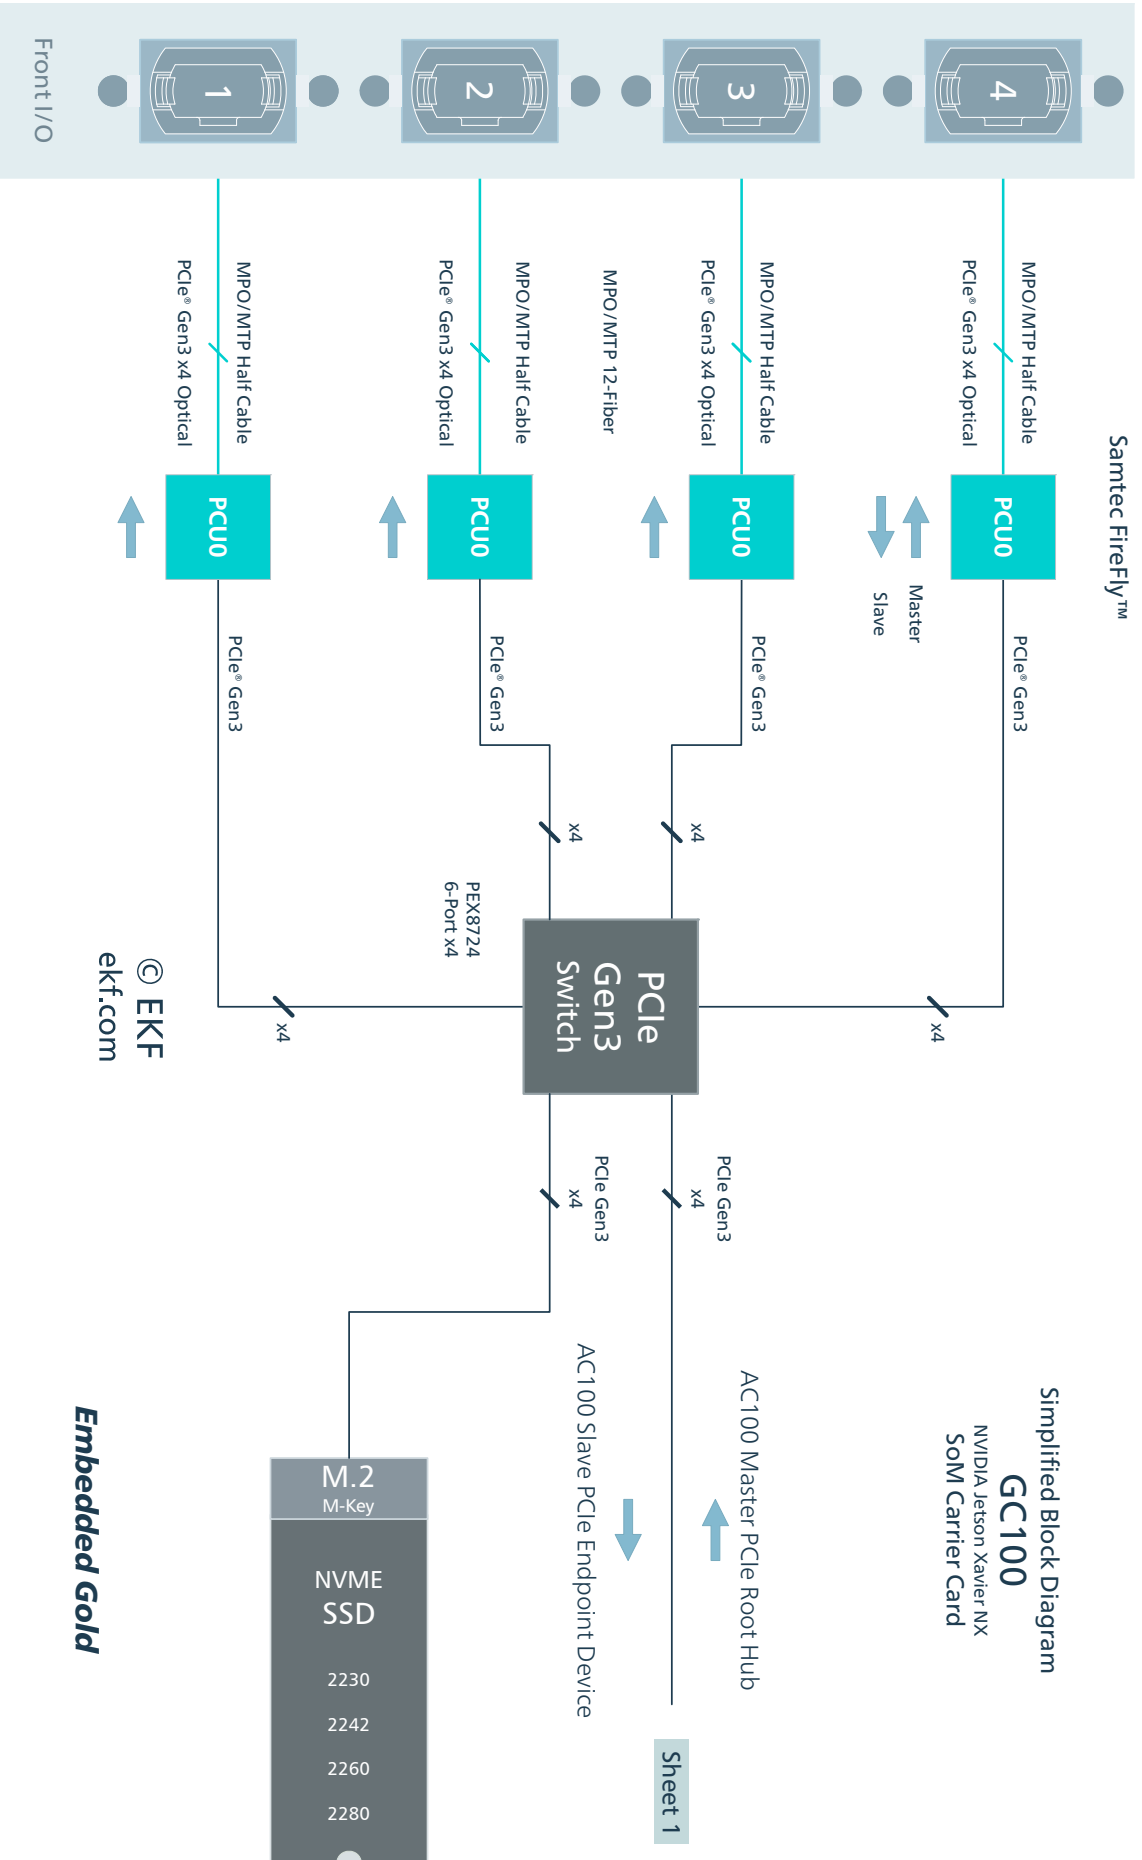 Simplified Block Diagram
GC100
NVIDIA Jetson Xavier NX
SoM Carrier Card
Samtec FireFly™
Front I/O
4
MPO/MTP Half Cable
PCIe® Gen3 x4 Optical
PCU0
PCIe® Gen3
x4
Master
Slave
3
MPO/MTP Half Cable
PCIe® Gen3 x4 Optical
PCU0
PCIe® Gen3
x4
MPO/MTP 12-Fiber
2
MPO/MTP Half Cable
PCIe® Gen3 x4 Optical
PCU0
PCIe® Gen3
x4
1
MPO/MTP Half Cable
PCIe® Gen3 x4 Optical
PCU0
PCIe® Gen3
x4
PCIe
Gen3
Switch
PEX8724
6-Port x4
PCIe Gen3
x4
AC100 Master PCIe Root Hub
Sheet 1
PCIe Gen3
x4
AC100 Slave PCIe Endpoint Device
M.2
M-Key
NVME
SSD
2230
2242
2260
2280
© EKF
ekf.com
Embedded Gold